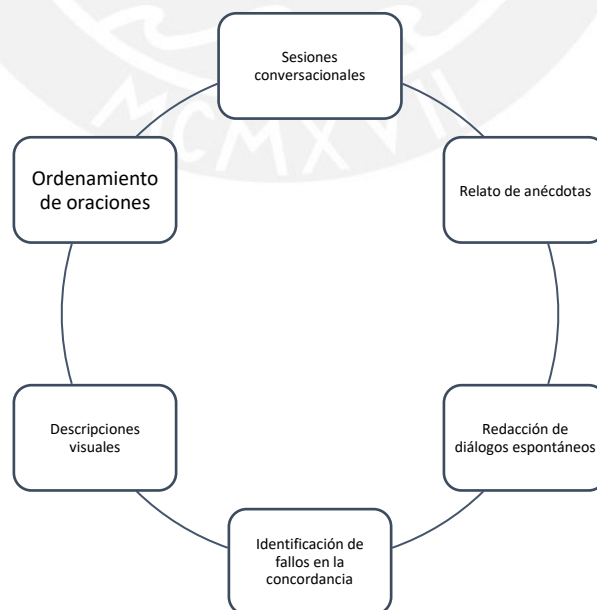 Sesiones
conversacionales
MCMXVII
Ordenamiento
de oraciones
Relato de anécdotas
Descripciones
visuales
Redacción de
diálogos espontáneos
Identificación de
fallos en la
concordancia